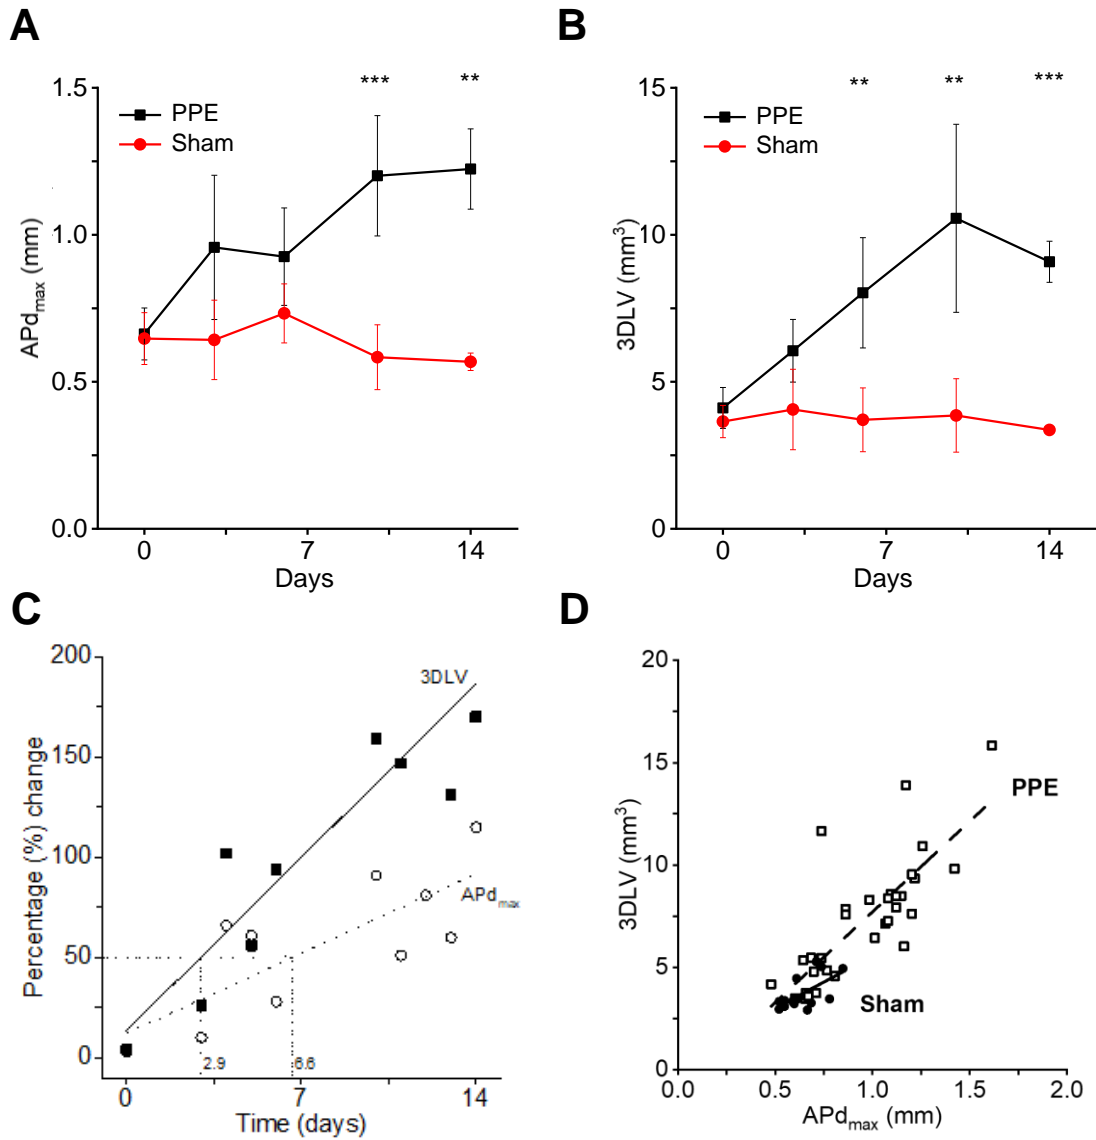 A
B
*** **
** ** ***
1.5
PPE
Sham
1.0
0.5
0.0
APd_max (mm)
0 7 14
Days
15
PPE
Sham
10
5
0
3DLV (mm³)
0 7 14
Days
C
D
200
150
100
50
0
Percentage (%) change
3DLV
APd_max
2.9 6.6
0 7 14
Time (days)
20
15
10
5
0
3DLV (mm³)
PPE
Sham
0.0 0.5 1.0 1.5 2.0
APd_max (mm)